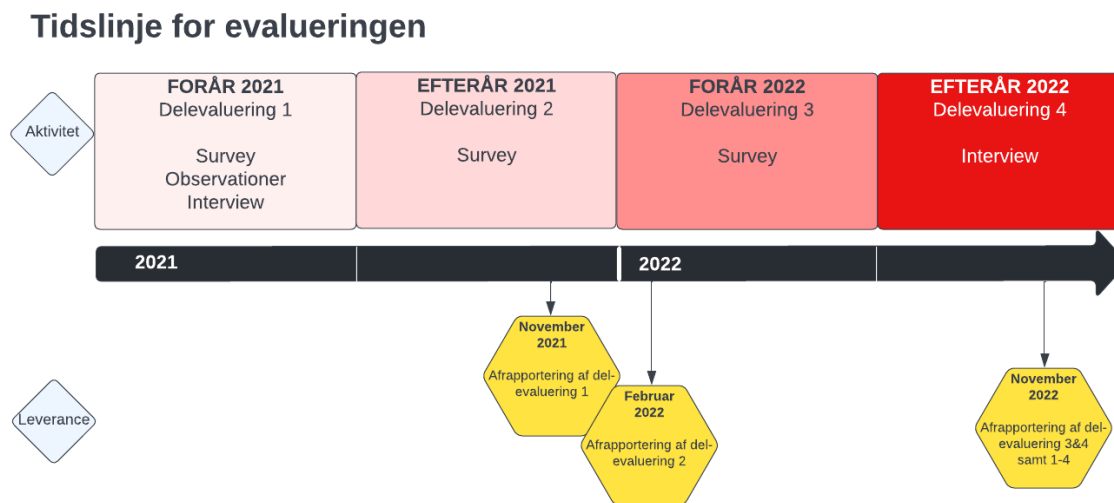 Tidslinje for evalueringen
Aktivitet
FORÅR 2021
Delevaluering 1
Survey
Observationer
Interview
EFTERÅR 2021
Delevaluering 2
Survey
FORÅR 2022
Delevaluering 3
Survey
EFTERÅR 2022
Delevaluering 4
Interview
2021
2022
Leverance
November
2021
Afrapportering af del-
evaluering 1
Februar
2022
Afrapportering af del-
evaluering 2
November
2022
Afrapportering af del-
evaluering 3&4
samt 1-4